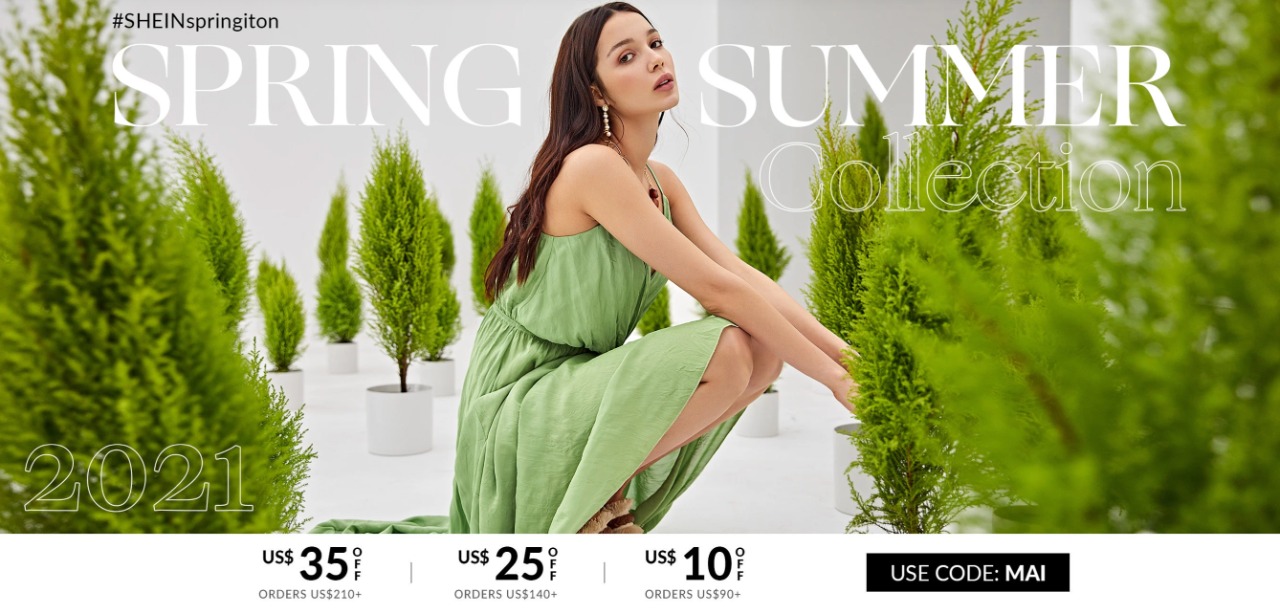 #SHEINspringiton
SPRING SUMMER
Collection
2021
US$ 35 OFF
ORDERS US$210+
US$ 25 OFF
ORDERS US$140+
US$ 10 OFF
ORDERS US$90+
USE CODE: MAI